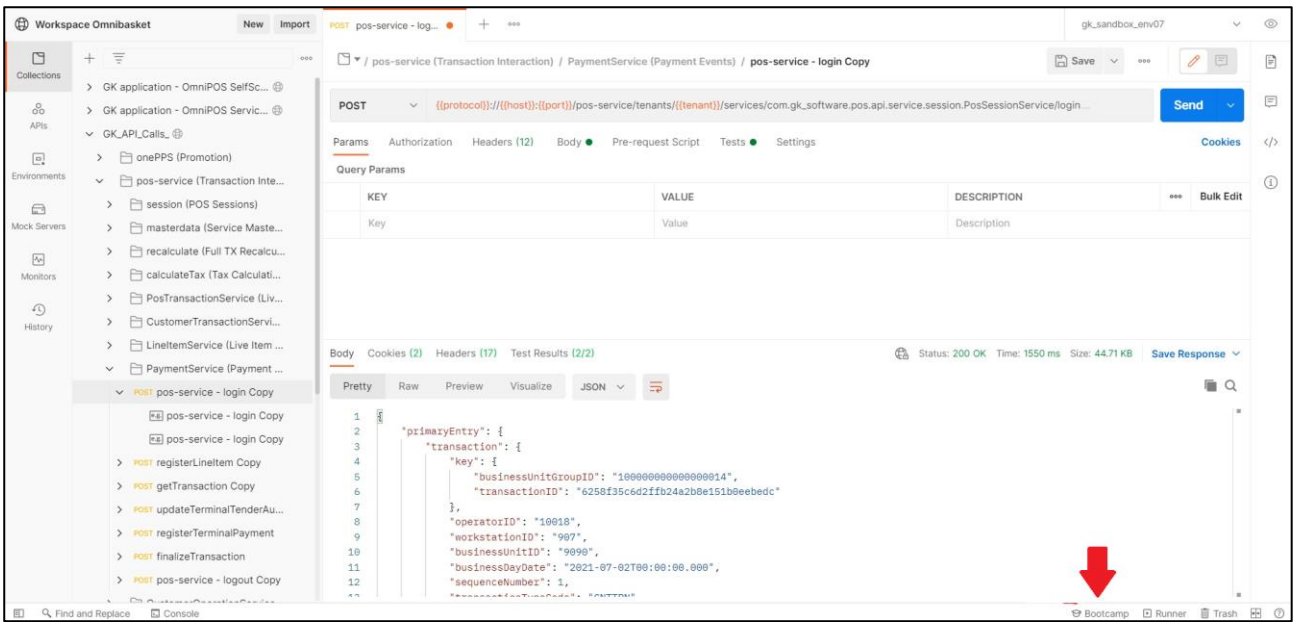 Workspace Omnibasket New Import POST pos-service - log... + ooo gk_sandbox_env07
Collections
APIs
Environments
Mock Servers
Monitors
History
+ ooo
> GK application - OmniPOS SelfSc...
> GK application - OmniPOS Servic...
GK_API_Calls_
> onePPS (Promotion)
pos-service (Transaction Inte...
> session (POS Sessions)
> masterdata (Service Maste...
> recalculate (Full TX Recalcu...
> calculateTax (Tax Calculati...
> PosTransactionService (Liv...
> CustomerTransactionServi...
> LineItemService (Live Item ...
PaymentService (Payment ...
POST pos-service - login Copy
e.g. pos-service - login Copy
e.g. pos-service - login Copy
> POST registerLineItem Copy
> POST getTransaction Copy
> POST updateTerminalTenderAu...
> POST registerTerminalPayment
> POST finalizeTransaction
> POST pos-service - logout Copy
> CustomerOperationService
/ pos-service (Transaction Interaction) / PaymentService (Payment Events) / pos-service - login Copy Save ooo
POST {{protocol}}://{{host}}:{{port}}/pos-service/tenants/{{tenant}}/services/com.gk_software.pos.api.service.session.PosSessionService/login... Send
Params Authorization Headers (12) Body Pre-request Script Tests Settings Cookies
Query Params
KEY VALUE DESCRIPTION ooo Bulk Edit
Key Value Description
Body Cookies (2) Headers (17) Test Results (2/2) Status: 200 OK Time: 1550 ms Size: 44.71 KB Save Response
Pretty Raw Preview Visualize JSON
1 {
2 "primaryEntry": {
3 "transaction": {
4 "key": {
5 "businessUnitGroupID": "100000000000000014",
6 "transactionID": "6258f35c6d2ffb24a2b8e151b0eebedc"
7 },
8 "operatorID": "10018",
9 "workstationID": "907",
10 "businessUnitID": "9090",
11 "businessDayDate": "2021-07-02T00:00:00.000",
12 "sequenceNumber": 1,
13 "transactionTypeCode": "CNTTRN"
Find and Replace Console Bootcamp Runner Trash